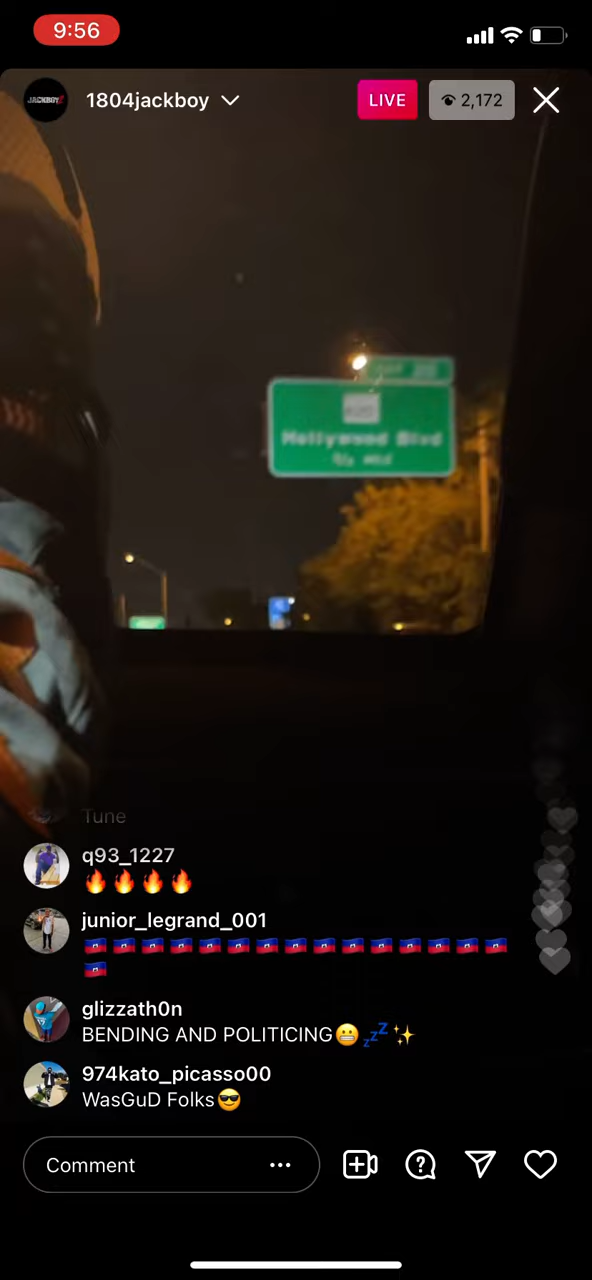 9:56
JACKBOY
1804jackboy
LIVE
2,172
Hollywood Blvd
Tune
q93_1227
🔥🔥🔥🔥
junior_legrand_001
🇭🇹🇭🇹🇭🇹🇭🇹🇭🇹🇭🇹🇭🇹🇭🇹🇭🇹🇭🇹🇭🇹🇭🇹🇭🇹🇭🇹🇭🇹
🇭🇹
glizzath0n
BENDING AND POLITICING😬💤✨
974kato_picasso00
WasGuD Folks😎
Comment